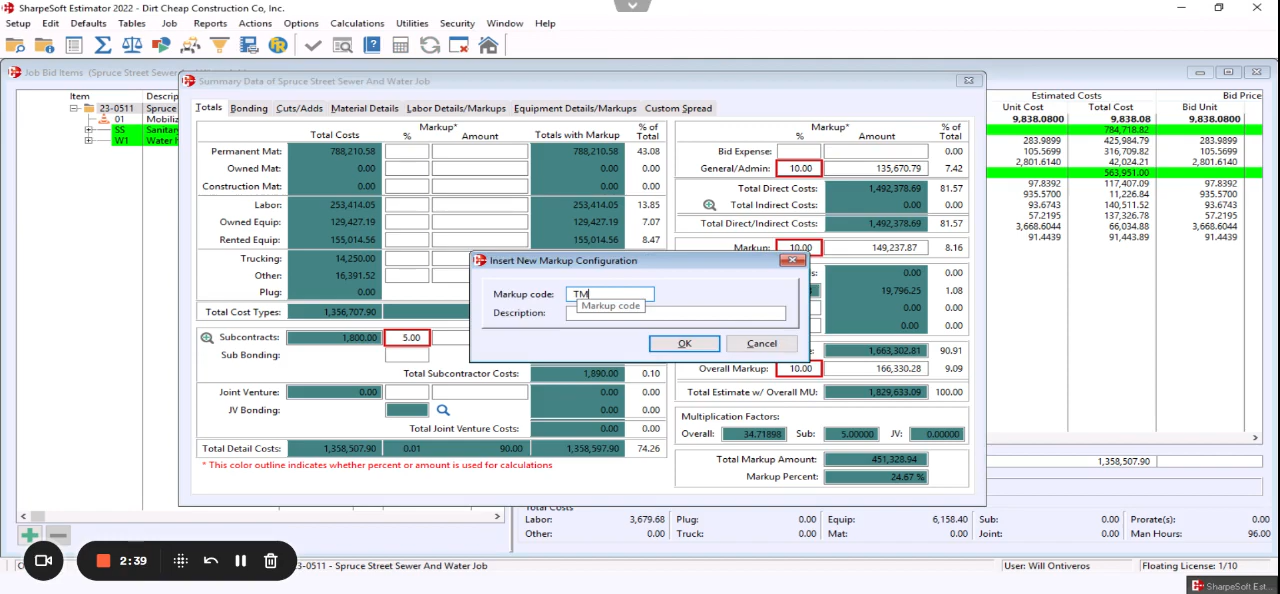 SharpeSoft Estimator 2022 - Dirt Cheap Construction Co, Inc.
Setup Edit Defaults Tables Job Reports Actions Options Calculations Utilities Security Window Help
Job Bid Items (Spruce Street Sewer
Summary Data of Spruce Street Sewer And Water Job
Item Descrip
23-0511 Spruce
01 Mobiliz
SS Sanitar
W1 Water
Totals Bonding Cuts/Adds Material Details Labor Details/Markups Equipment Details/Markups Custom Spread
Total Costs Markup* % Amount Totals with Markup % of Total
Permanent Mat: 788,210.58 788,210.58 43.08
Owned Mat: 0.00 0.00 0.00
Construction Mat: 0.00 0.00 0.00
Labor: 253,414.05 253,414.05 13.85
Owned Equip: 129,427.19 129,427.19 7.07
Rented Equip: 155,014.56 155,014.56 8.47
Trucking: 14,250.00
Other: 16,391.52
Plug: 0.00
Total Cost Types: 1,356,707.90
Subcontracts: 1,800.00 5.00
Sub Bonding:
Total Subcontractor Costs: 1,890.00 0.10
Joint Venture: 0.00 0.00 0.00
JV Bonding: 0.00 0.00
Total Joint Venture Costs: 0.00 0.00
Total Detail Costs: 1,358,507.90 0.01 90.00 1,358,597.90 74.26
* This color outline indicates whether percent or amount is used for calculations
Markup* % Amount % of Total
Bid Expense: 0.00
General/Admin: 10.00 135,670.79 7.42
Total Direct Costs: 1,492,378.69 81.57
Total Indirect Costs: 0.00 0.00
Total Direct/Indirect Costs: 1,492,378.69 81.57
Markup: 10.00 149,237.87 8.16
0.00 0.00
19,796.25 1.08
0.00 0.00
0.00 0.00
1,663,302.81 90.91
Overall Markup: 10.00 166,330.28 9.09
Total Estimate w/ Overall MU: 1,829,633.09 100.00
Multiplication Factors:
Overall: 34.71898 Sub: 5.00000 JV: 0.00000
Total Markup Amount: 451,328.94
Markup Percent: 24.67 %
Insert New Markup Configuration
Markup code: TM
Markup code
Description:
OK Cancel
Estimated Costs Bid Price
Unit Cost Total Cost Bid Unit
9,838.0800 9,838.08 9,838.0800
784,718.82
283.9899 425,984.79 283.9899
105.5699 316,709.82 105.5699
2,801.6140 42,024.21 2,801.6140
563,951.00
97.8392 117,407.09 97.8392
935.5700 11,226.84 935.5700
93.6743 140,511.52 93.6743
57.2195 137,326.78 57.2195
3,668.6044 66,034.88 3,668.6044
91.4439 91,443.89 91.4439
1,358,507.90
Total Costs
Labor: 3,679.68 Plug: 0.00 Equip: 6,158.40 Sub: 0.00 Prorate(s): 0.00
Other: 0.00 Truck: 0.00 Mat: 0.00 Joint: 0.00 Man Hours: 96.00
2:39
23-0511 - Spruce Street Sewer And Water Job User: Will Ontiveros Floating License: 1/10
SharpeSoft Est...